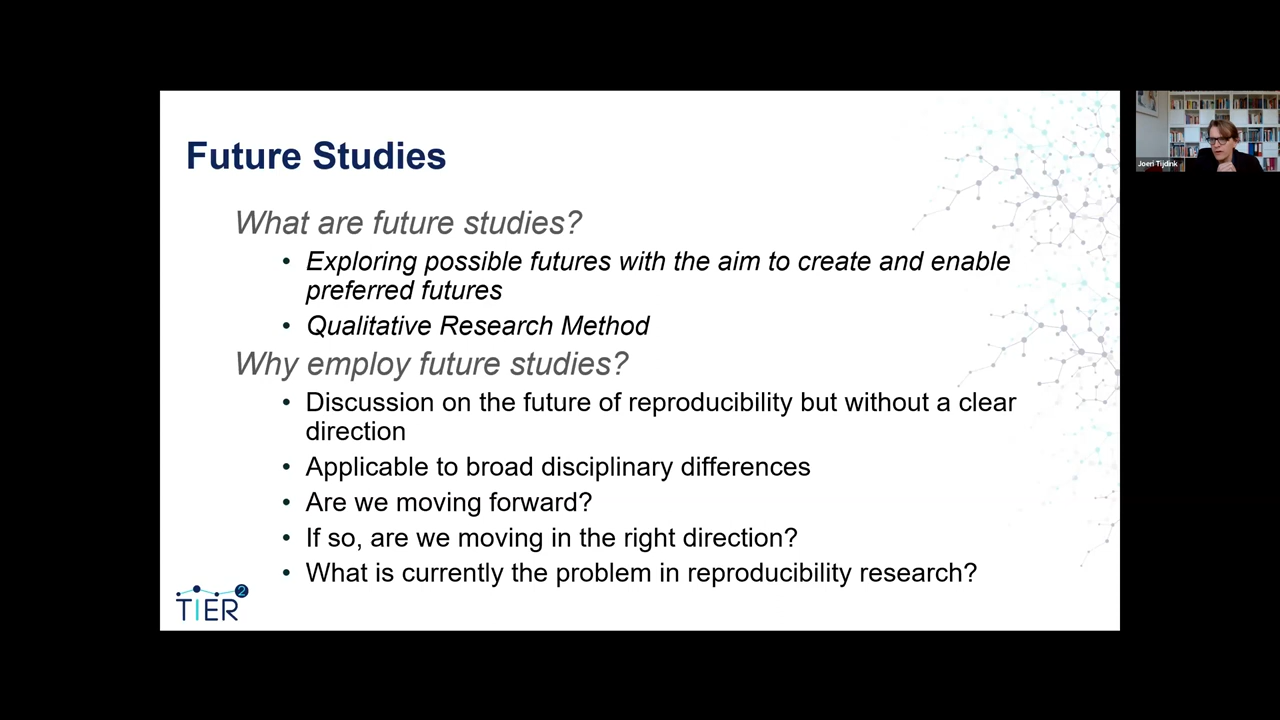 Future Studies
What are future studies?
• Exploring possible futures with the aim to create and enable
preferred futures
• Qualitative Research Method
Why employ future studies?
• Discussion on the future of reproducibility but without a clear
direction
• Applicable to broad disciplinary differences
• Are we moving forward?
• If so, are we moving in the right direction?
• What is currently the problem in reproducibility research?
TIER2
Joeri Tijdink